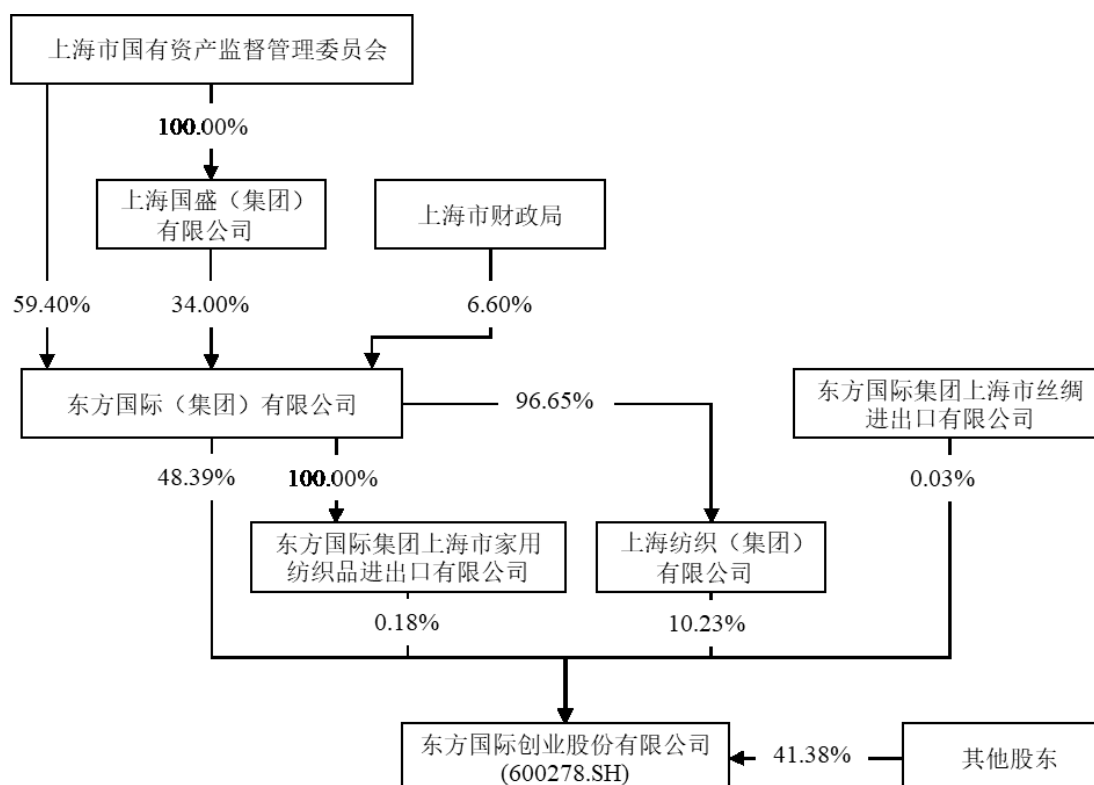 上海市国有资产监督管理委员会
100.00%
上海国盛（集团）
有限公司
上海市财政局
59.40%
34.00%
6.60%
东方国际（集团）有限公司
96.65%
东方国际集团上海市丝绸
进出口有限公司
48.39%
100.00%
0.03%
东方国际集团上海市家用
纺织品进出口有限公司
上海纺织（集团）
有限公司
0.18%
10.23%
东方国际创业股份有限公司
(600278.SH)
41.38%
其他股东